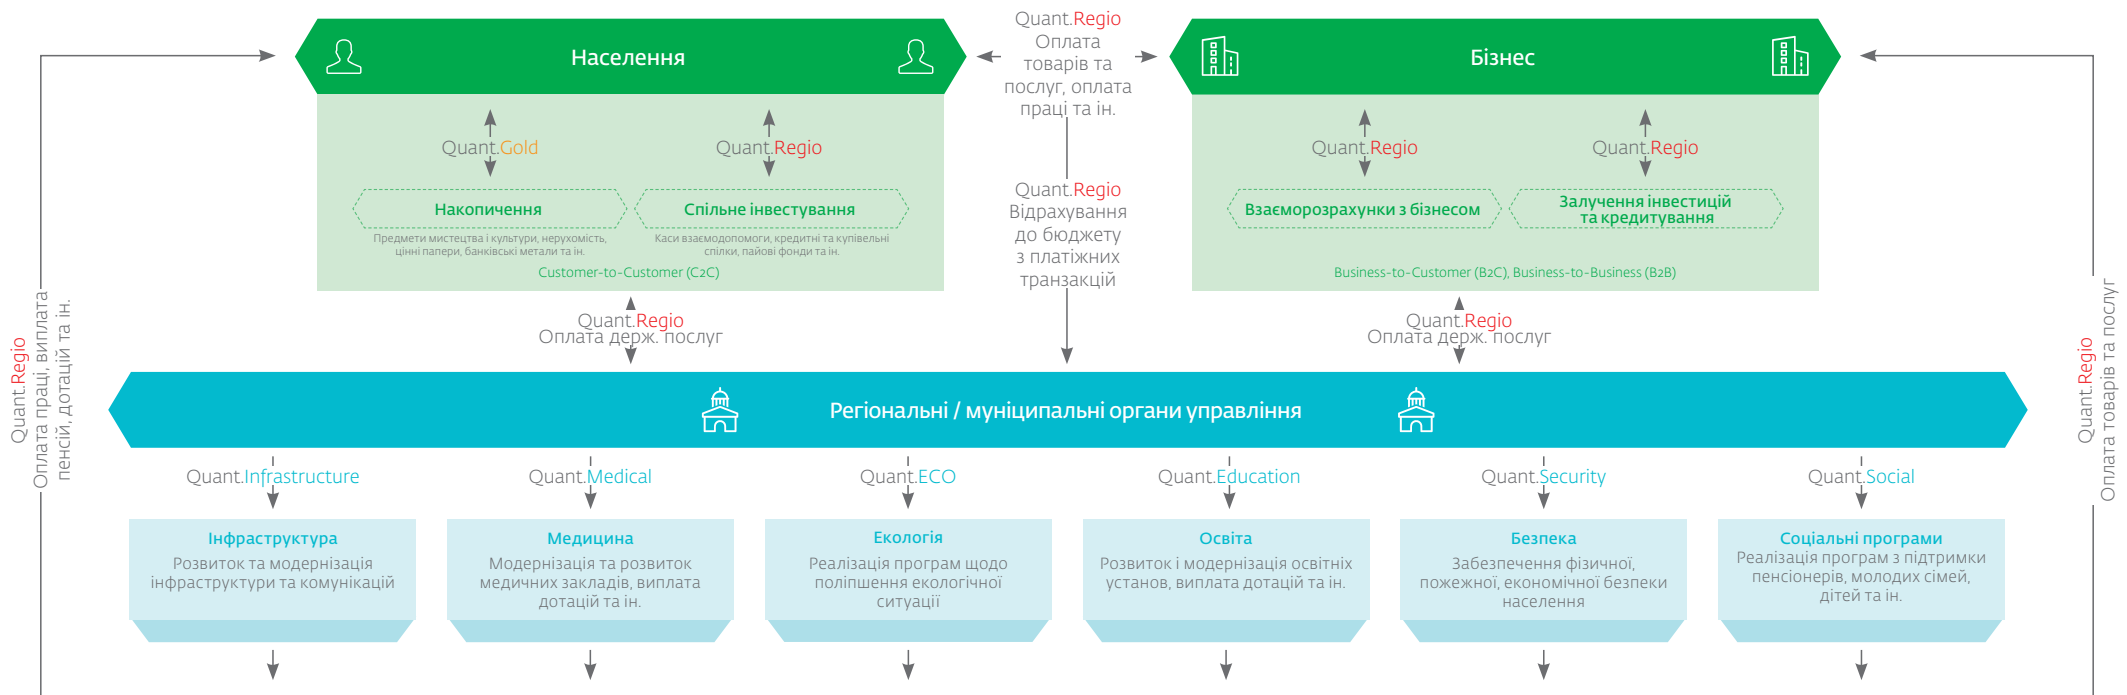 Населення
Quant.Regio
Оплата
товарів та
послуг, оплата
праці та ін.
Бізнес
Quant.Gold
Quant.Regio
Quant.Regio
Quant.Regio
Накопичення
Спільне інвестування
Quant.Regio
Відрахування
до бюджету
з платіжних
транзакцій
Взаєморозрахунки з бізнесом
Залучення інвестицій
та кредитування
Предмети мистецтва і культури, нерухомість,
цінні папери, банківські метали та ін.
Каси взаємодопомоги, кредитні та купівельні
спілки, пайові фонди та ін.
Customer-to-Customer (C2C)
Business-to-Customer (B2C), Business-to-Business (B2B)
Quant.Regio
Оплата держ. послуг
Quant.Regio
Оплата держ. послуг
Quant.Regio
Оплата праці, виплата
пенсій, дотацій та ін.
Quant.Regio
Оплата товарів та послуг
Регіональні / муніципальні органи управління
Quant.Infrastructure
Quant.Medical
Quant.ECO
Quant.Education
Quant.Security
Quant.Social
Інфраструктура
Розвиток та модернізація
інфраструктури та комунікацій
Медицина
Модернізація та розвиток
медичних закладів, виплата
дотацій та ін.
Екологія
Реалізація програм щодо
поліпшення екологічної
ситуації
Освіта
Розвиток і модернізація освітніх
установ, виплата дотацій та ін.
Безпека
Забезпечення фізичної,
пожежної, економічної безпеки
населення
Соціальні програми
Реалізація програм з підтримки
пенсіонерів, молодих сімей,
дітей та ін.